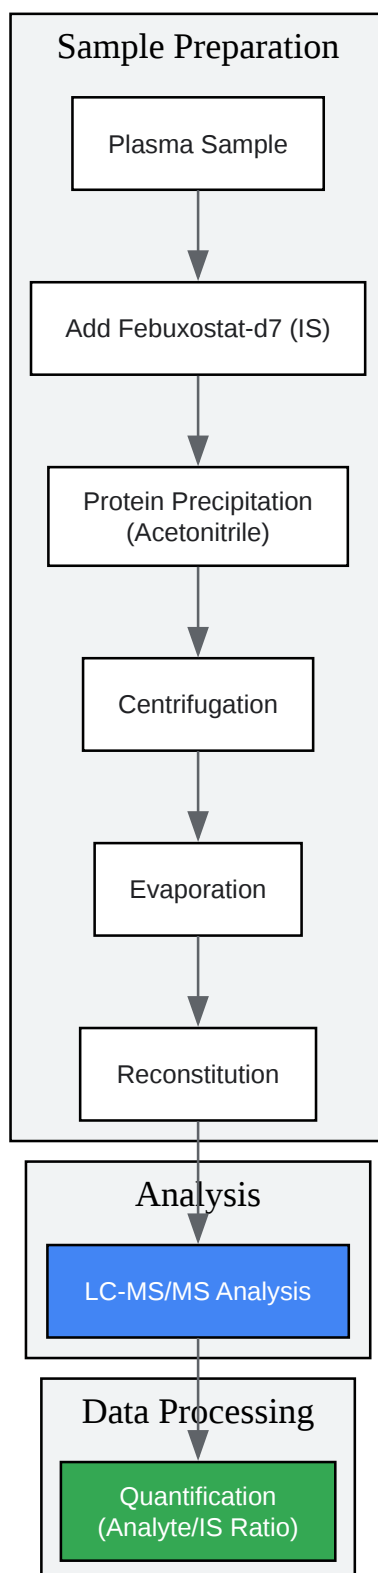 Sample Preparation
Plasma Sample
Add Febuxostat-d7 (IS)
Protein Precipitation
(Acetonitrile)
Centrifugation
Evaporation
Reconstitution
Analysis
LC-MS/MS Analysis
Data Processing
Quantification
(Analyte/IS Ratio)